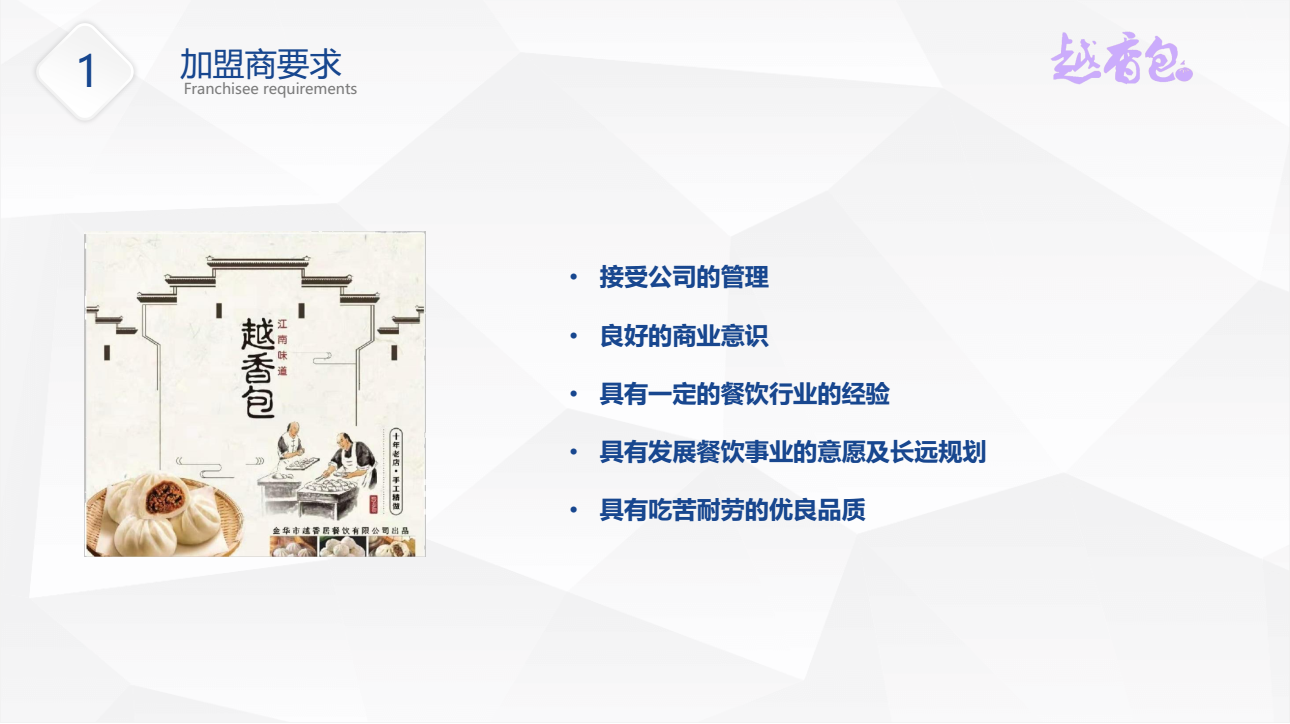 1
加盟商要求
Franchisee requirements
越香包
越香包
江南味道
十年老店·手工精做
金华市越香居餐饮有限公司出品
• 接受公司的管理
• 良好的商业意识
• 具有一定的餐饮行业的经验
• 具有发展餐饮事业的意愿及长远规划
• 具有吃苦耐劳的优良品质